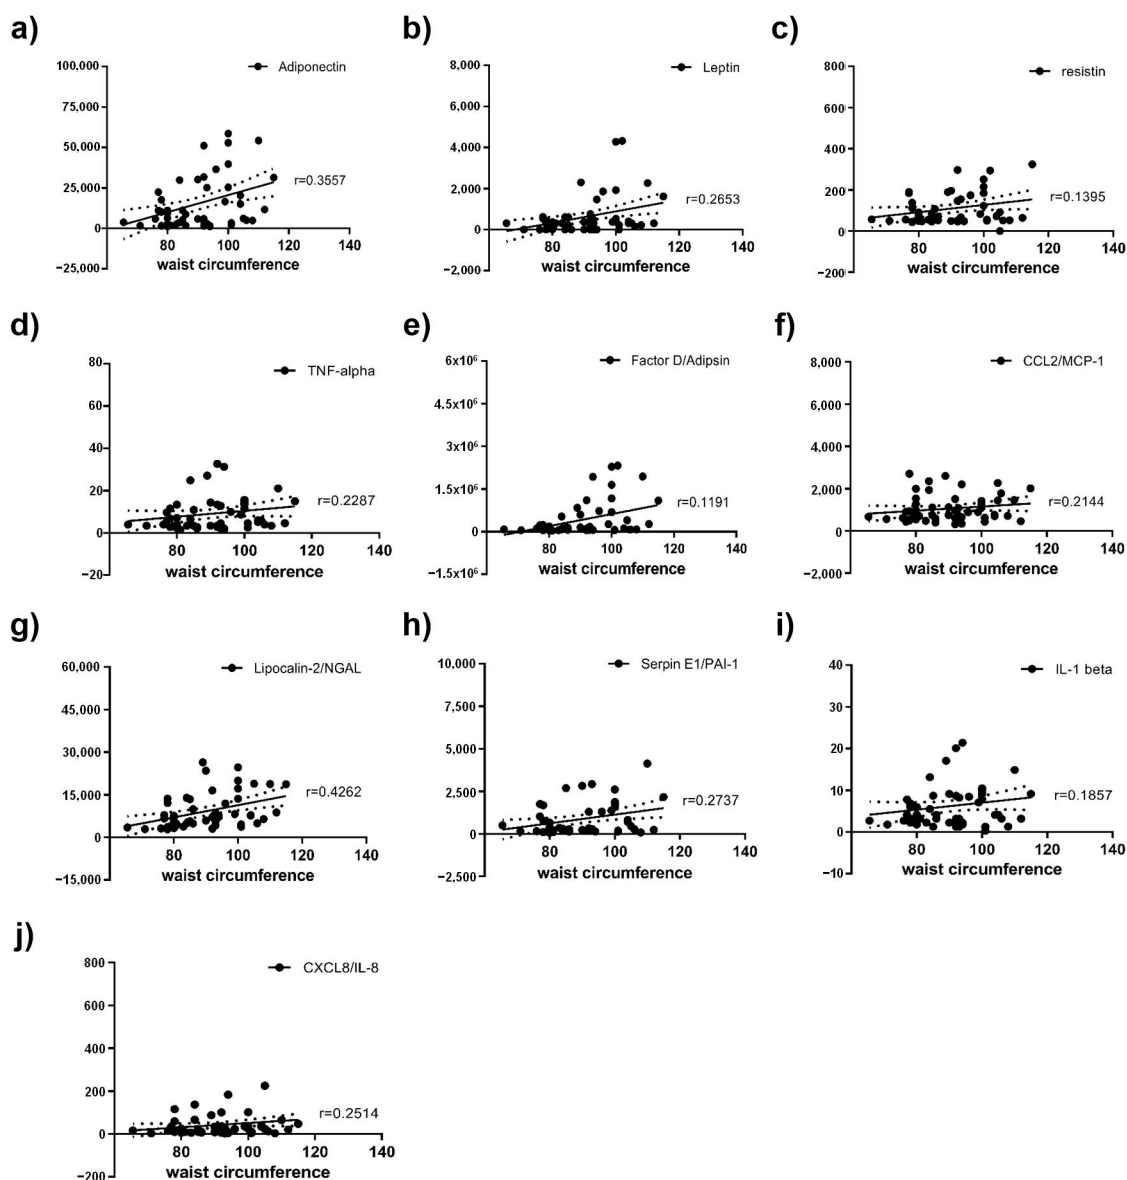 a)
100,000
75,000
50,000
25,000
0
−25,000
80 100 120 140
waist circumference
Adiponectin
r=0.3557
b)
8,000
6,000
4,000
2,000
0
−2,000
80 100 120 140
waist circumference
Leptin
r=0.2653
c)
800
600
400
200
0
−200
80 100 120 140
waist circumference
resistin
r=0.1395
d)
80
60
40
20
0
−20
80 100 120 140
waist circumference
TNF-alpha
r=0.2287
e)
6x10⁶
4.5x10⁶
3x10⁶
1.5x10⁶
0
−1.5x10⁶
80 100 120 140
waist circumference
Factor D/Adipsin
r=0.1191
f)
8,000
6,000
4,000
2,000
0
−2,000
80 100 120 140
waist circumference
CCL2/MCP-1
r=0.2144
g)
60,000
45,000
30,000
15,000
0
−15,000
80 100 120 140
waist circumference
Lipocalin-2/NGAL
r=0.4262
h)
10,000
7,500
5,000
2,500
0
−2,500
80 100 120 140
waist circumference
Serpin E1/PAI-1
r=0.2737
i)
40
30
20
10
0
−10
80 100 120 140
waist circumference
IL-1 beta
r=0.1857
j)
800
600
400
200
0
−200
80 100 120 140
waist circumference
CXCL8/IL-8
r=0.2514